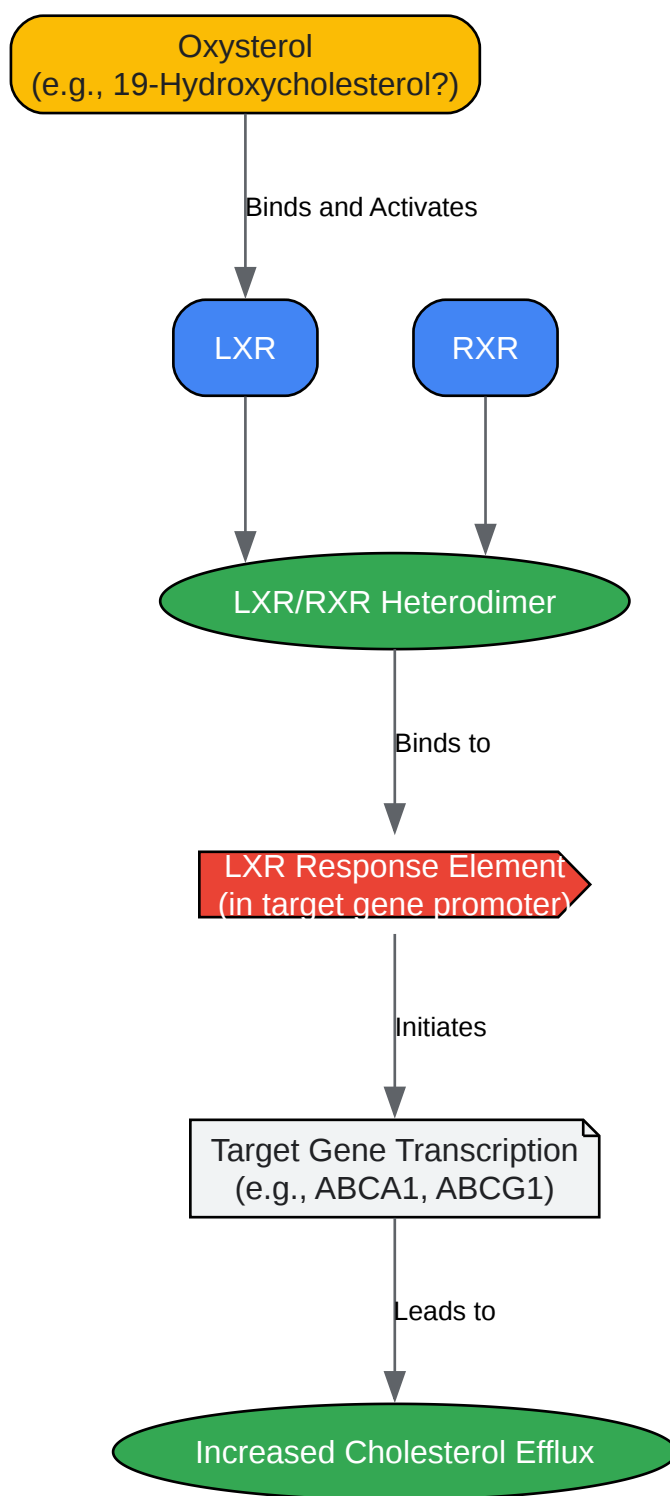 Oxysterol
(e.g., 19-Hydroxycholesterol?)
Binds and Activates
LXR
RXR
LXR/RXR Heterodimer
Binds to
LXR Response Element
(in target gene promoter)
Initiates
Target Gene Transcription
(e.g., ABCA1, ABCG1)
Leads to
Increased Cholesterol Efflux